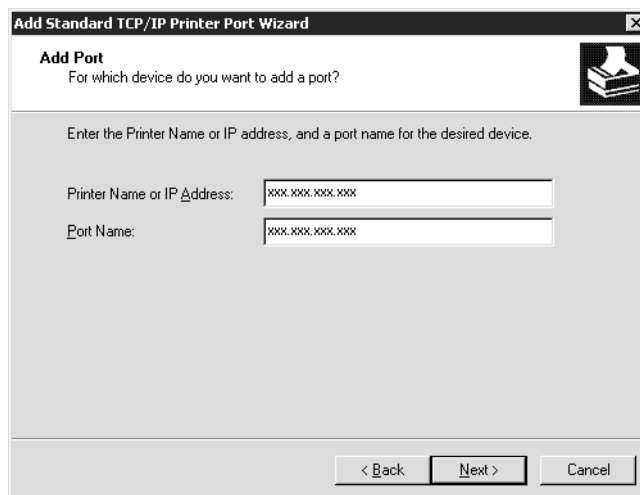 Add Standard TCP/IP Printer Port Wizard
Add Port
For which device do you want to add a port?
Enter the Printer Name or IP address, and a port name for the desired device.
Printer Name or IP Address: xxx.xxx.xxx.xxx
Port Name: xxx.xxx.xxx.xxx
< Back Next > Cancel